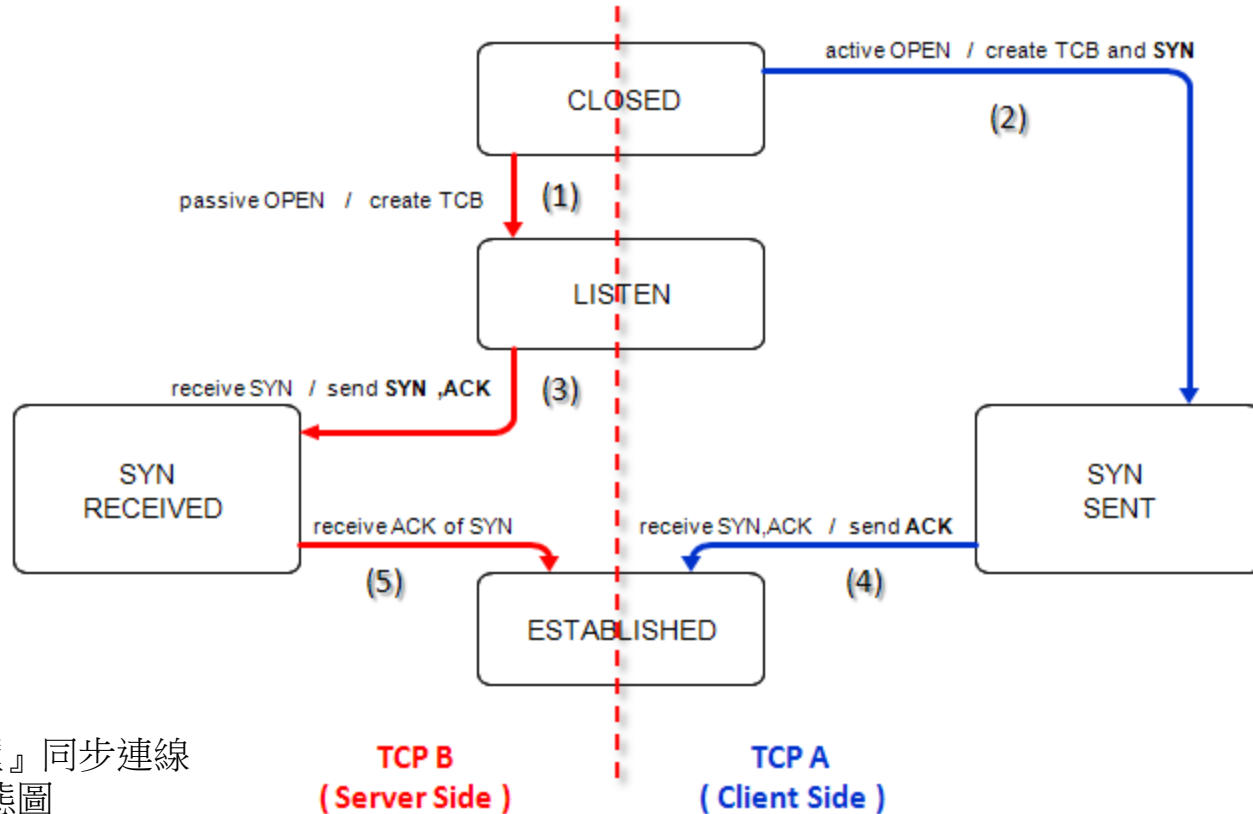 active OPEN / create TCB and SYN
CLOSED
(2)
passive OPEN / create TCB
(1)
LISTEN
receive SYN / send SYN ,ACK
(3)
SYN
RECEIVED
SYN
SENT
receive ACK of SYN
receive SYN,ACK / send ACK
(5)
(4)
ESTABLISHED
』同步連線
態圖
TCP B
( Server Side )
TCP A
( Client Side )